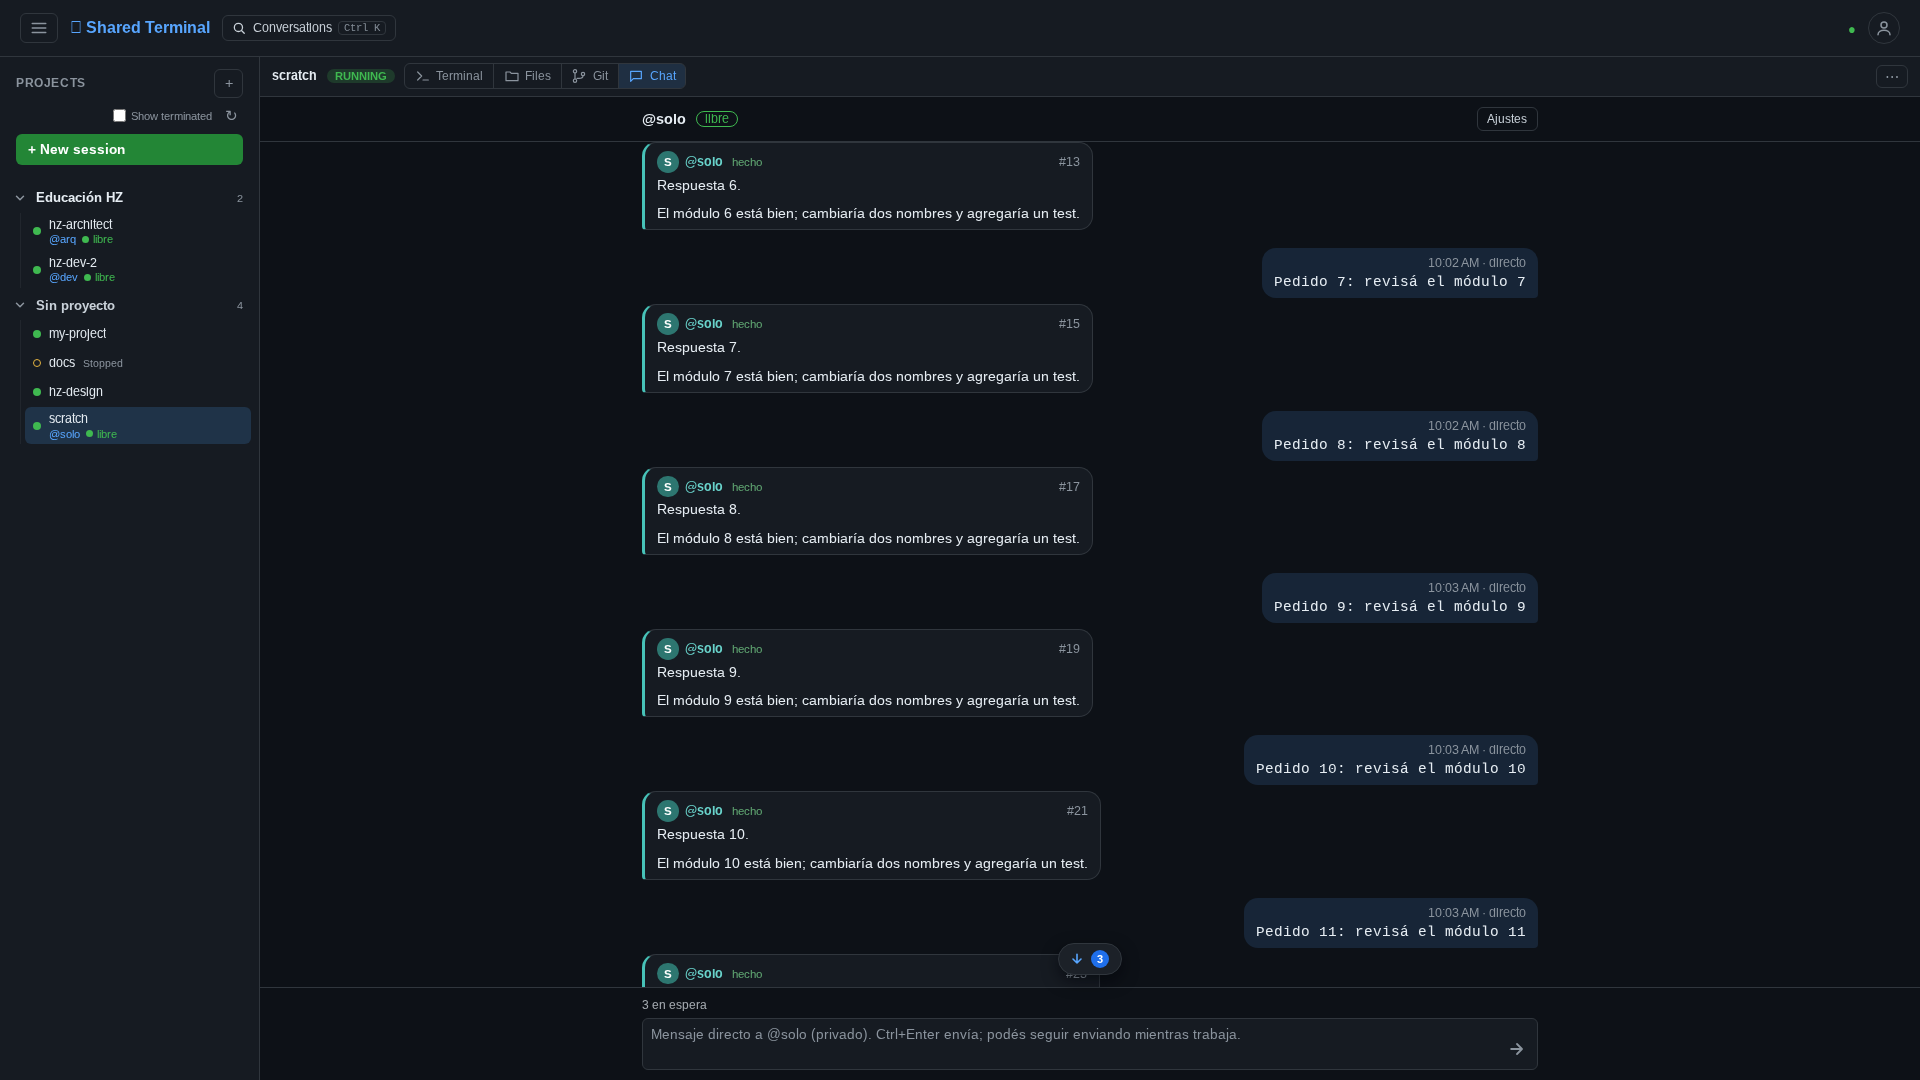 Shared Terminal
Conversations Ctrl K
PROJECTS
+
Show terminated
+ New session
Educación HZ 2
hz-architect
@arq libre
hz-dev-2
@dev libre
Sin proyecto 4
my-project
docs Stopped
hz-design
scratch
@solo libre
scratch RUNNING Terminal Files Git Chat
@solo libre Ajustes
S @solo hecho #13
Respuesta 6.
El módulo 6 está bien; cambiaría dos nombres y agregaría un test.
10:02 AM · directo
Pedido 7: revisá el módulo 7
S @solo hecho #15
Respuesta 7.
El módulo 7 está bien; cambiaría dos nombres y agregaría un test.
10:02 AM · directo
Pedido 8: revisá el módulo 8
S @solo hecho #17
Respuesta 8.
El módulo 8 está bien; cambiaría dos nombres y agregaría un test.
10:03 AM · directo
Pedido 9: revisá el módulo 9
S @solo hecho #19
Respuesta 9.
El módulo 9 está bien; cambiaría dos nombres y agregaría un test.
10:03 AM · directo
Pedido 10: revisá el módulo 10
S @solo hecho #21
Respuesta 10.
El módulo 10 está bien; cambiaría dos nombres y agregaría un test.
10:03 AM · directo
Pedido 11: revisá el módulo 11
3
S @solo hecho
3 en espera
Mensaje directo a @solo (privado). Ctrl+Enter envía; podés seguir enviando mientras trabaja.